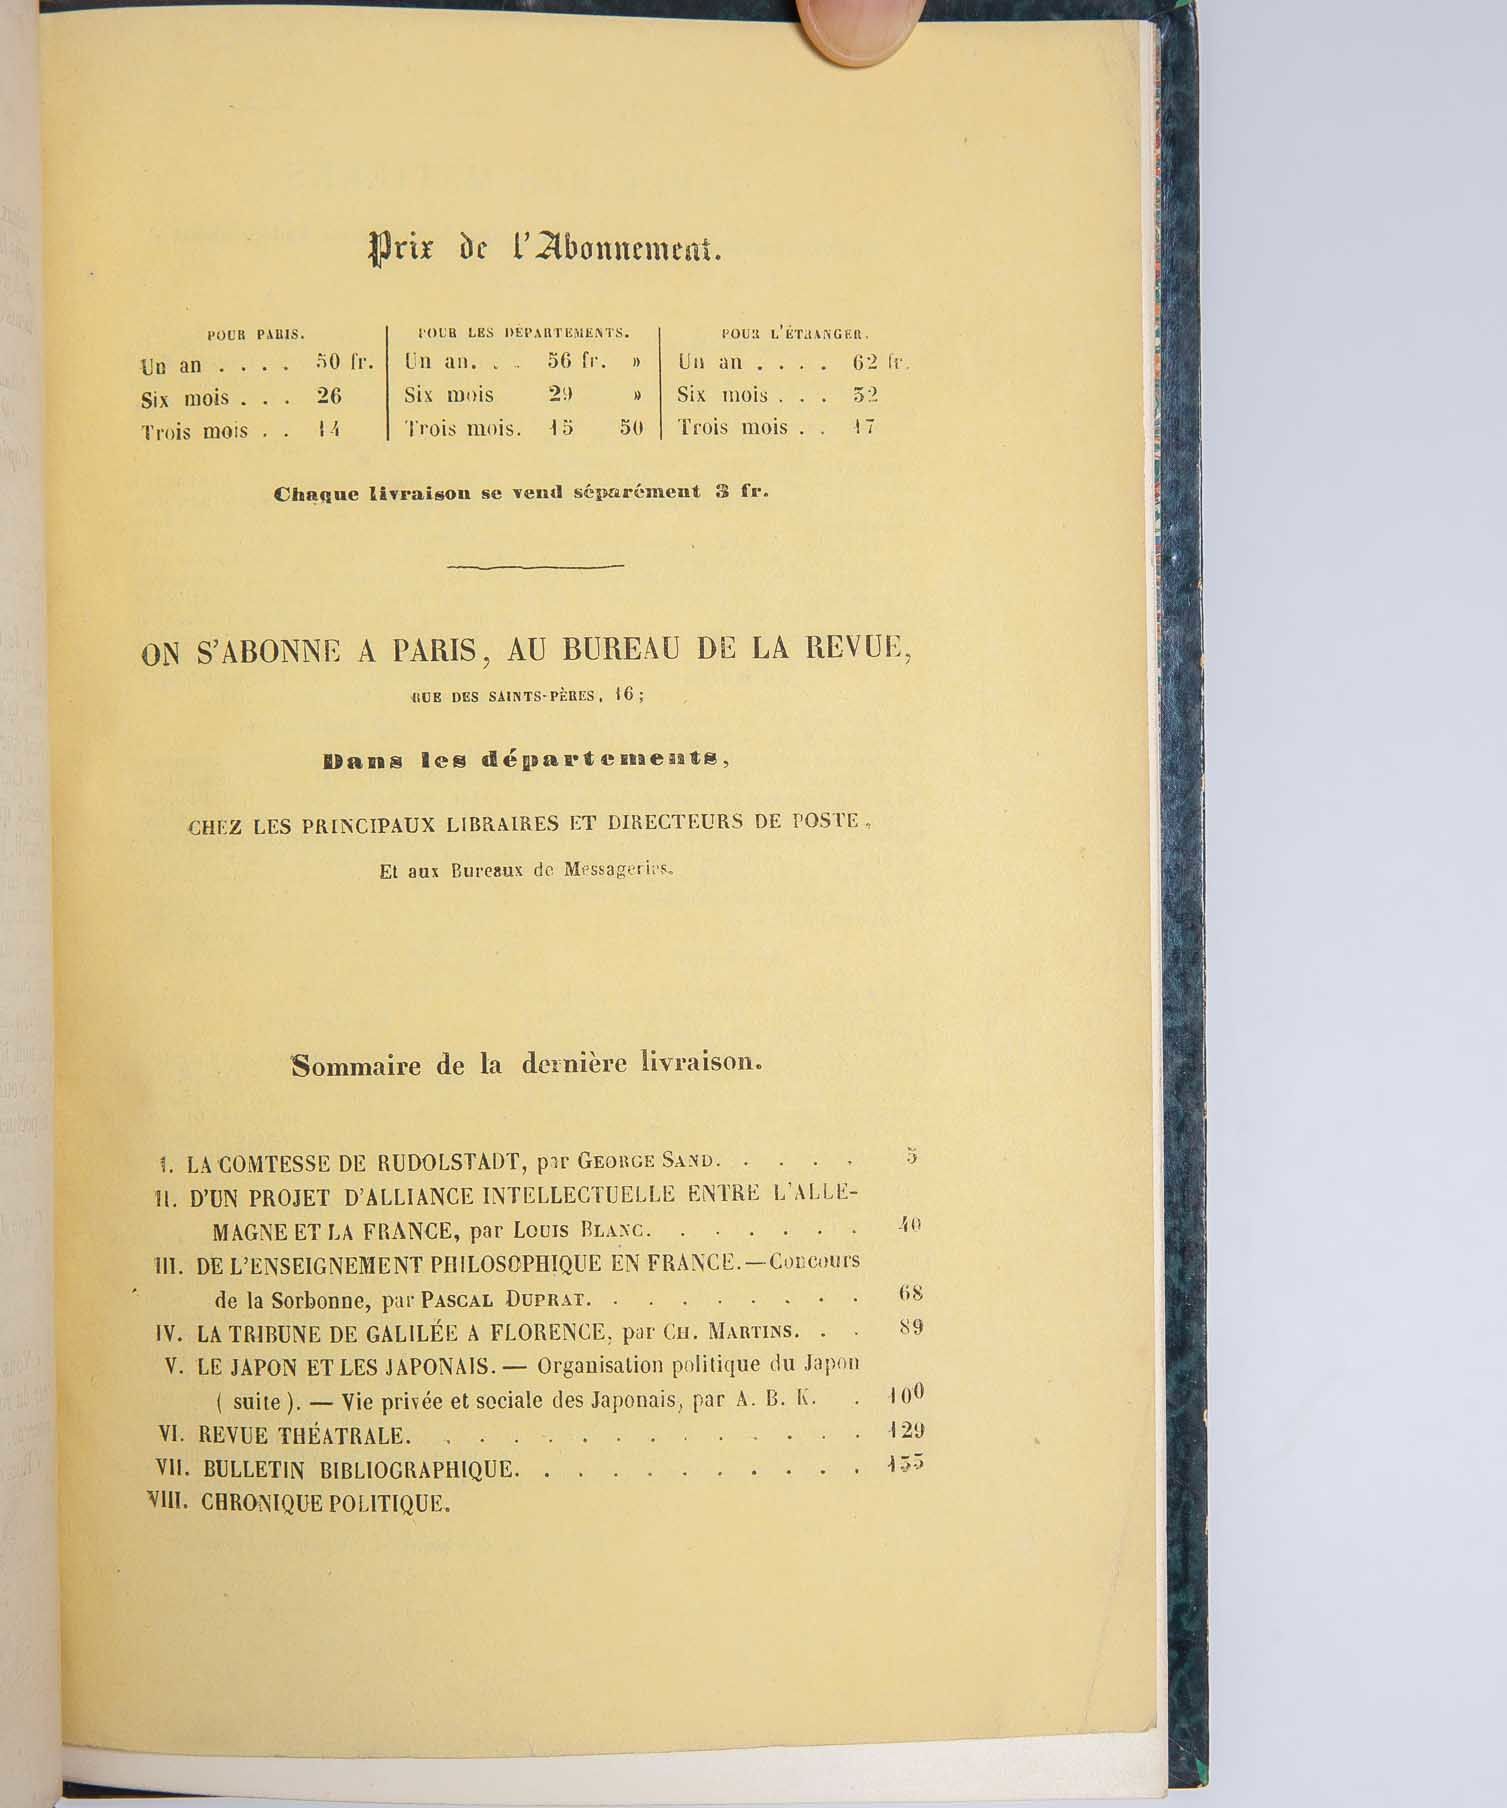 Prix de l'Abonnement.
POUR PARIS.
Un an . . . . 50 fr.
Six mois . . . 26
Trois mois . . 14
POUR LES DÉPARTEMENTS.
Un an. . . 56 fr. »
Six mois 29 »
Trois mois. 15 50
POUR L'ÉTRANGER.
Un an . . . . 62 fr.
Six mois . . . 32
Trois mois . . 17
Chaque livraison se vend séparément 3 fr.
ON S'ABONNE A PARIS, AU BUREAU DE LA REVUE,
RUE DES SAINTS-PÈRES, 16;
Dans les départements,
CHEZ LES PRINCIPAUX LIBRAIRES ET DIRECTEURS DE POSTE,
Et aux Bureaux de Messageries.
Sommaire de la dernière livraison.
I. LA COMTESSE DE RUDOLSTADT, par GEORGE SAND. . . . . . 5
II. D'UN PROJET D'ALLIANCE INTELLECTUELLE ENTRE L'ALLE-
MAGNE ET LA FRANCE, par LOUIS BLANC. . . . . . . 40
III. DE L'ENSEIGNEMENT PHILOSOPHIQUE EN FRANCE.—Concours
de la Sorbonne, par PASCAL DUPRAT. . . . . . . . . 68
IV. LA TRIBUNE DE GALILÉE A FLORENCE, par CH. MARTINS. . . 89
V. LE JAPON ET LES JAPONAIS. — Organisation politique du Japon
( suite ). — Vie privée et sociale des Japonais, par A. B. K. . 100
VI. REVUE THÉATRALE. . . . . . . . . . . . . . 129
VII. BULLETIN BIBLIOGRAPHIQUE. . . . . . . . . . . 135
VIII. CHRONIQUE POLITIQUE.